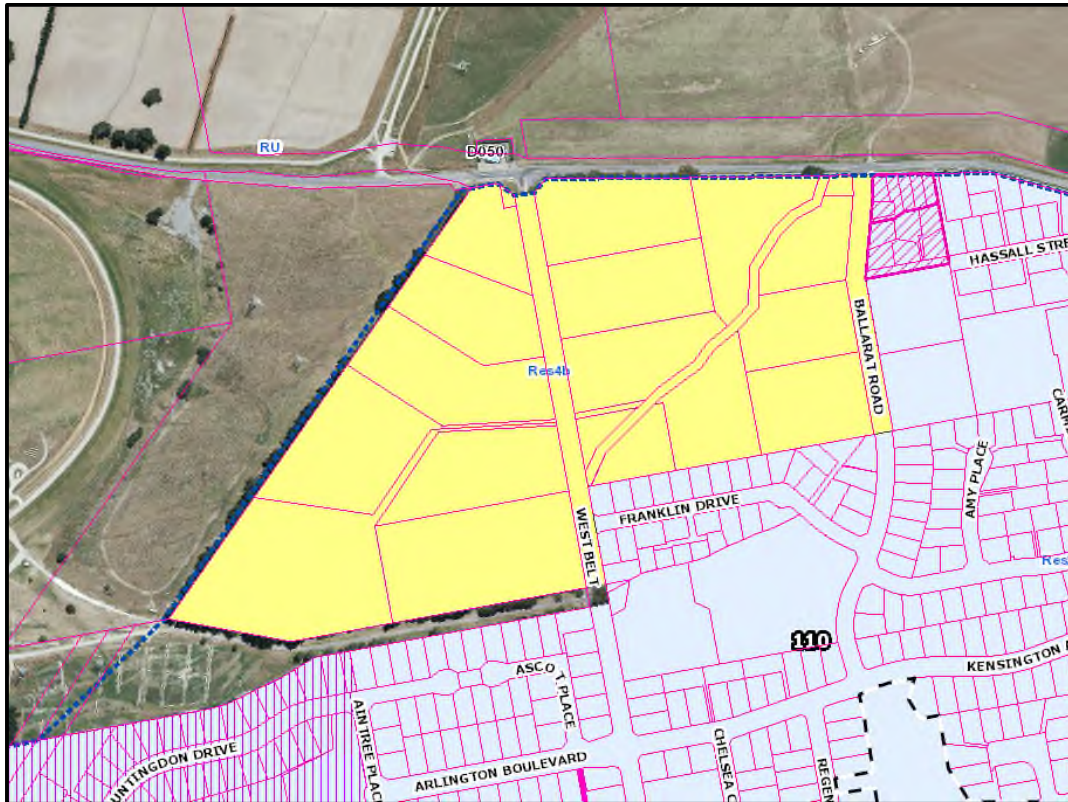 RU
D050
HASSALL STRE
BALLARAT ROAD
Res4b
CARM
AMY PLACE
FRANKLIN DRIVE
WEST BELT
Res
110
KENSINGTON
ASCOT PLACE
AINTREE PLACE
UNTINGDON DRIVE
ARLINGTON BOULEVARD
CHELSEA C
REGEN